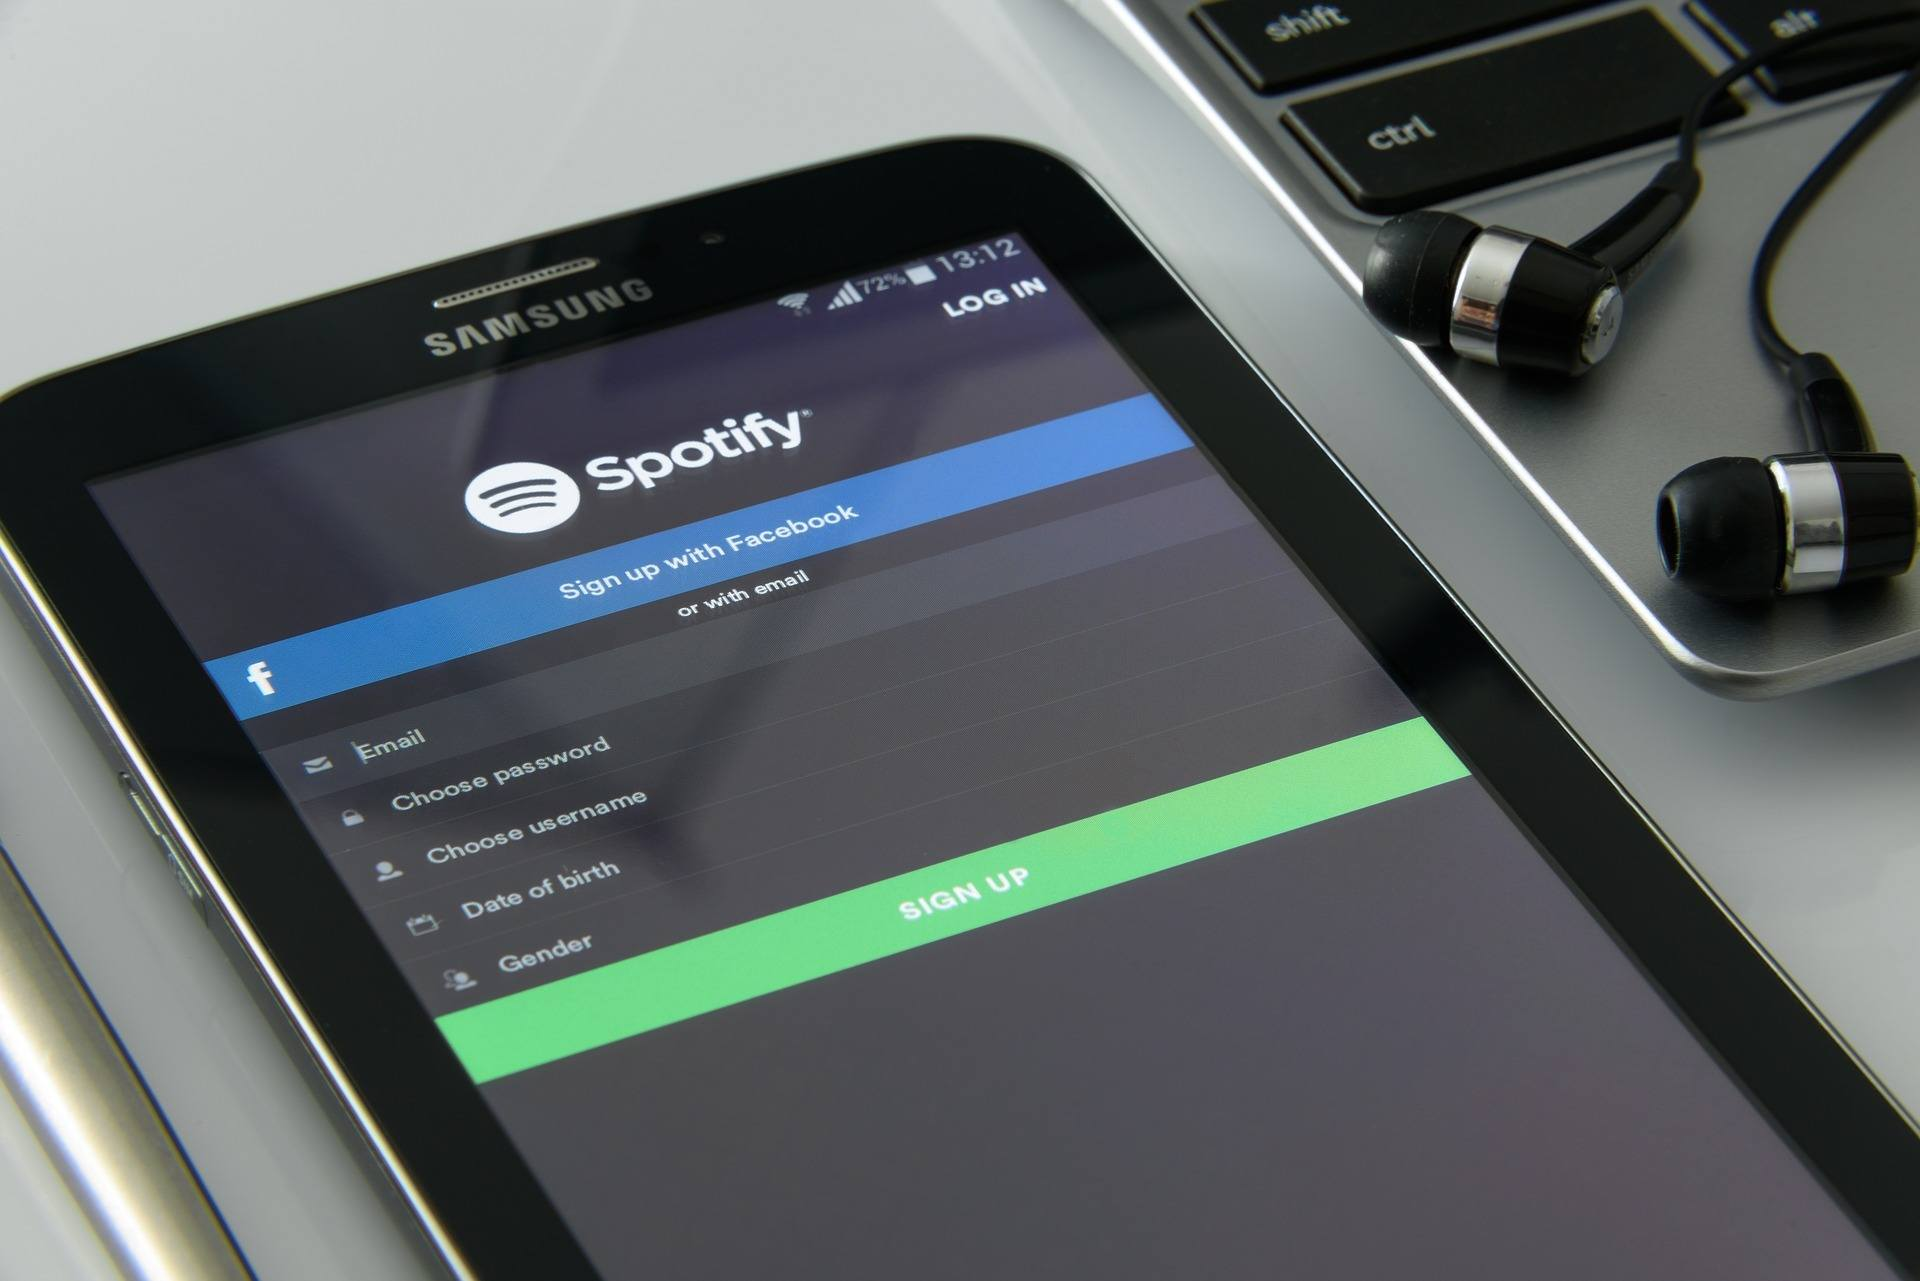 shift
alt
ctrl
SAMSUNG
72% 13:12
LOG IN
Spotify®
f Sign up with Facebook
or with email
Email
Choose password
Choose username
Date of birth
Gender
SIGN UP